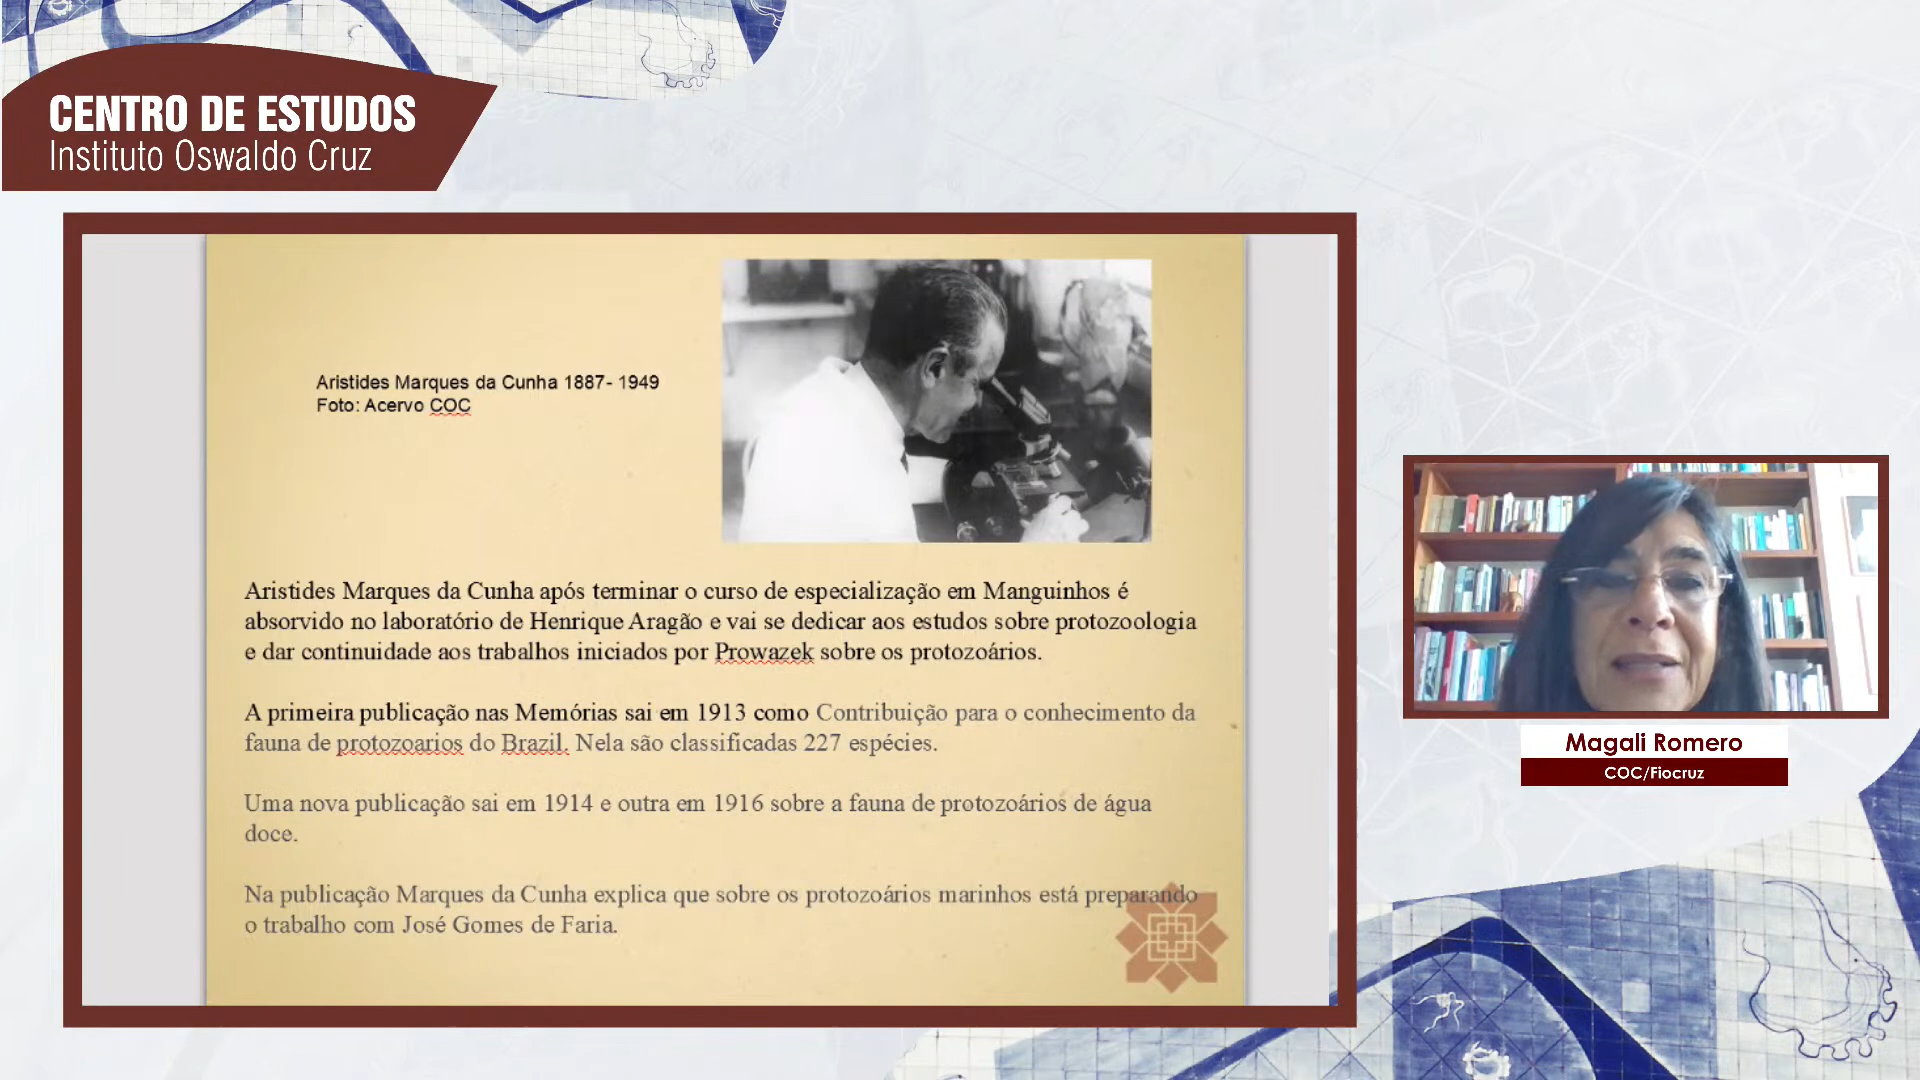 CENTRO DE ESTUDOS
Instituto Oswaldo Cruz
Aristides Marques da Cunha 1887- 1949
Foto: Acervo COC
Aristides Marques da Cunha após terminar o curso de especialização em Manguinhos é
absorvido no laboratório de Henrique Aragão e vai se dedicar aos estudos sobre protozoologia
e dar continuidade aos trabalhos iniciados por Prowazek sobre os protozoários.
A primeira publicação nas Memórias sai em 1913 como Contribuição para o conhecimento da
fauna de protozoarios do Brazil. Nela são classificadas 227 espécies.
Uma nova publicação sai em 1914 e outra em 1916 sobre a fauna de protozoários de água
doce.
Na publicação Marques da Cunha explica que sobre os protozoários marinhos está preparando
o trabalho com José Gomes de Faria.
Magali Romero
COC/Fiocruz